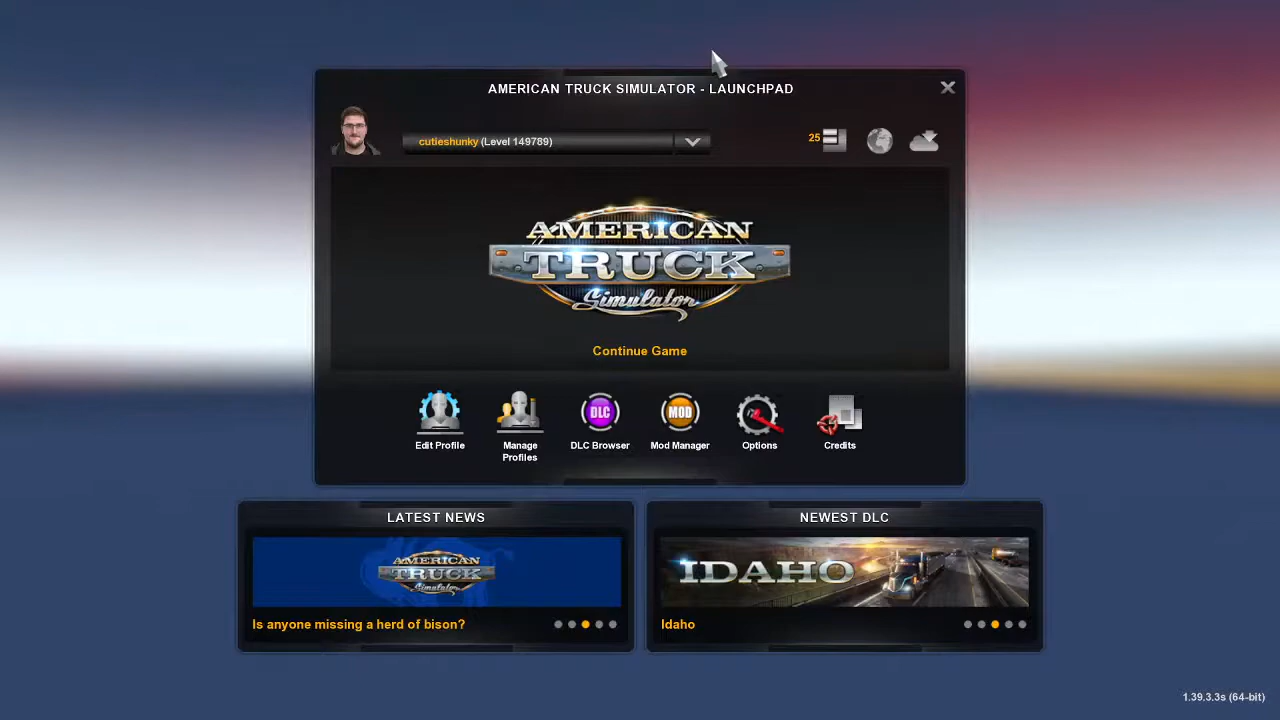 AMERICAN TRUCK SIMULATOR - LAUNCHPAD
cutieshunky (Level 149789)
25
AMERICAN
TRUCK
Simulator
Continue Game
DLC
MOD
Edit Profile
Manage
Profiles
DLC Browser
Mod Manager
Options
Credits
LATEST NEWS
AMERICAN
TRUCK
Simulator
Is anyone missing a herd of bison?
NEWEST DLC
IDAHO
Idaho
1.39.3.3s (64-bit)